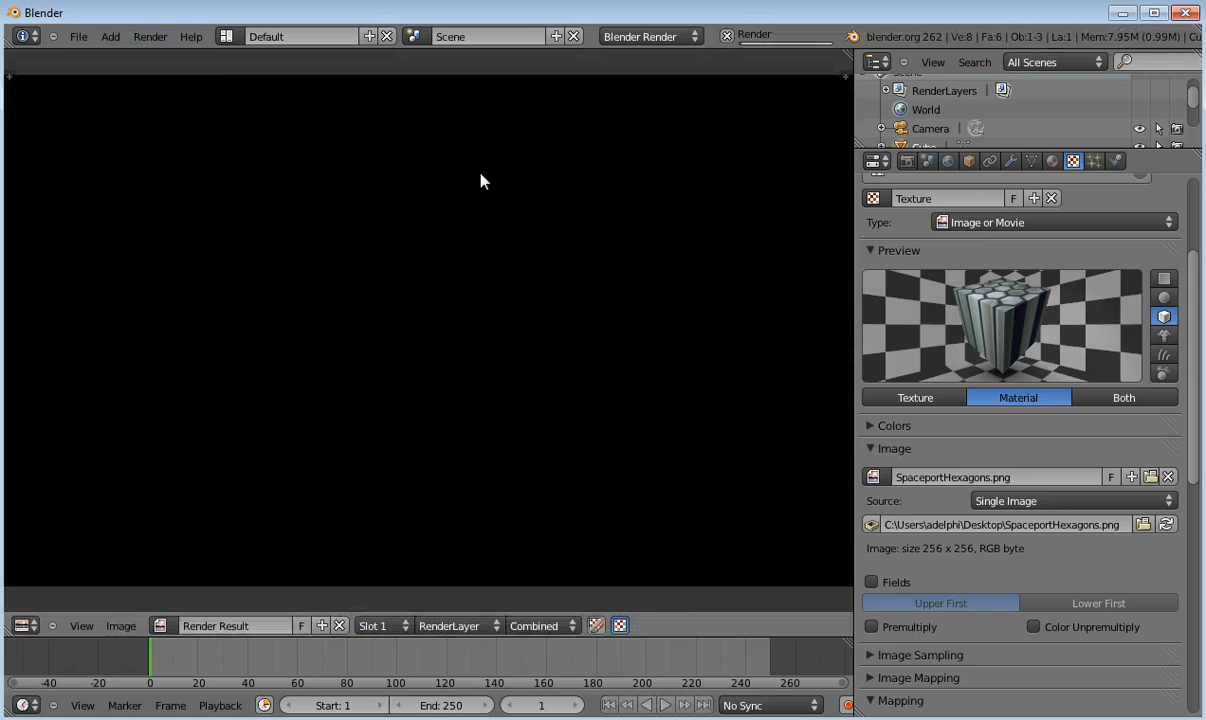 Blender
File Add Render Help Default Scene Blender Render Render blender.org 262 | Ve:8 | Fa:6 | Ob:1-3 | La:1 | Mem:7.95M (0.99M) | Cu
View Search All Scenes
Scene
RenderLayers
World
Camera
Cube
Texture F
Type: Image or Movie
Preview
Texture Material Both
Colors
Image
SpaceportHexagons.png F
Source: Single Image
C:\Users\adelphi\Desktop\SpaceportHexagons.png
Image: size 256 x 256, RGB byte
Fields
Upper First Lower First
Premultiply Color Unpremultiply
Image Sampling
Image Mapping
Mapping
View Image Render Result F Slot 1 RenderLayer Combined
-40 -20 0 20 40 60 80 100 120 140 160 180 200 220 240 260
View Marker Frame Playback Start: 1 End: 250 1 No Sync